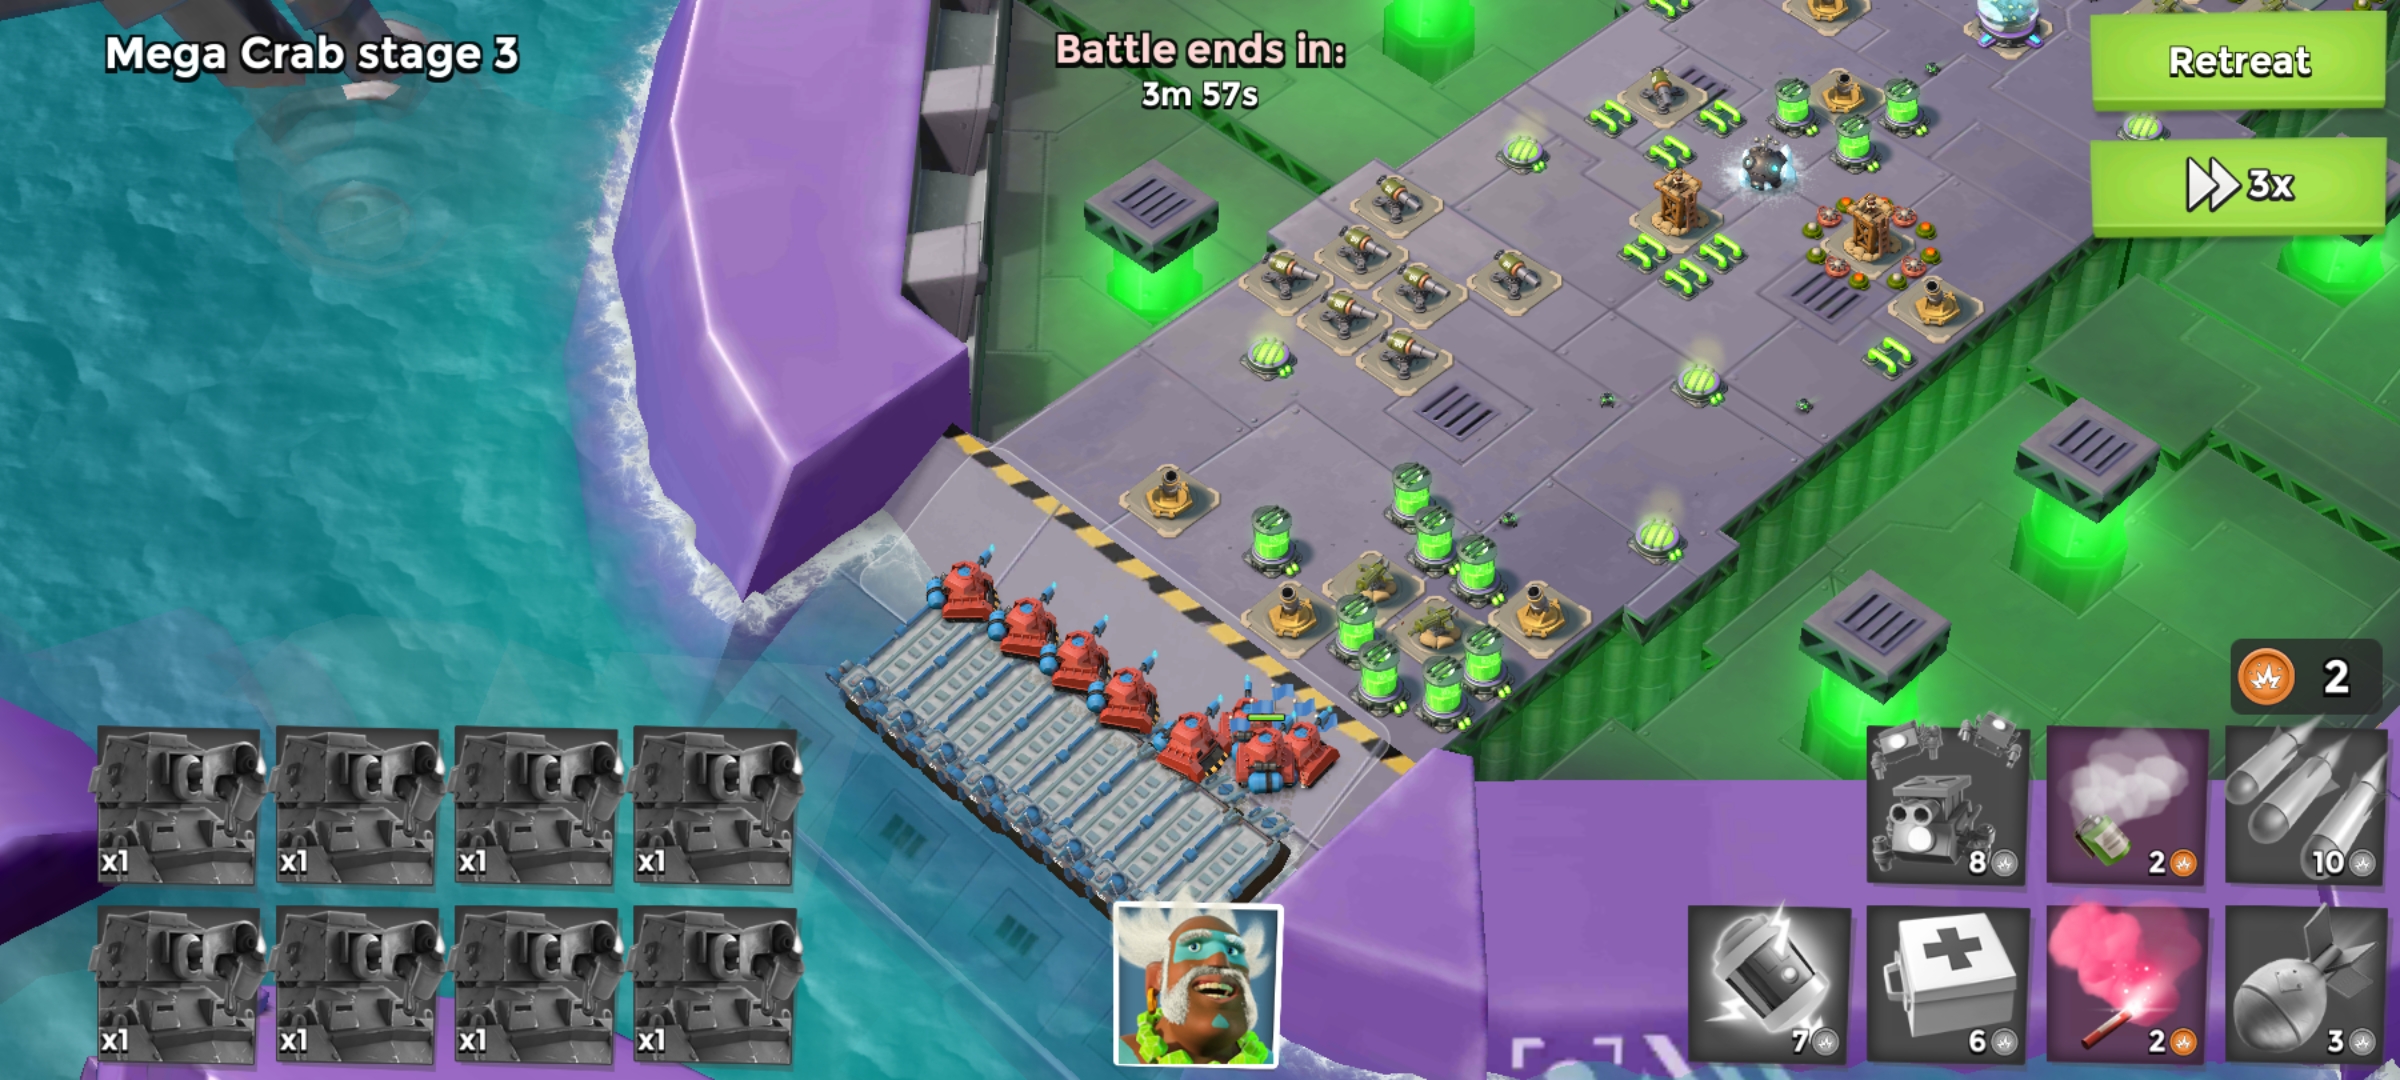 Mega Crab stage 3
Battle ends in:
3m 57s
Retreat
3x
2
8
2
10
x1
x1
x1
x1
7
6
2
3
x1
x1
x1
x1